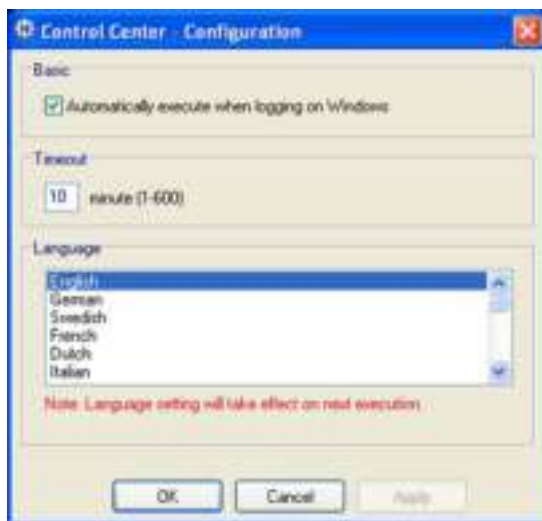 Control Center - Configuration
Basic
Automatically execute when logging on Windows
Timeout
10 minute (1-600)
Language
English
German
Swedish
French
Dutch
Italian
Note: Language setting will take effect on next execution
OK Cancel Apply